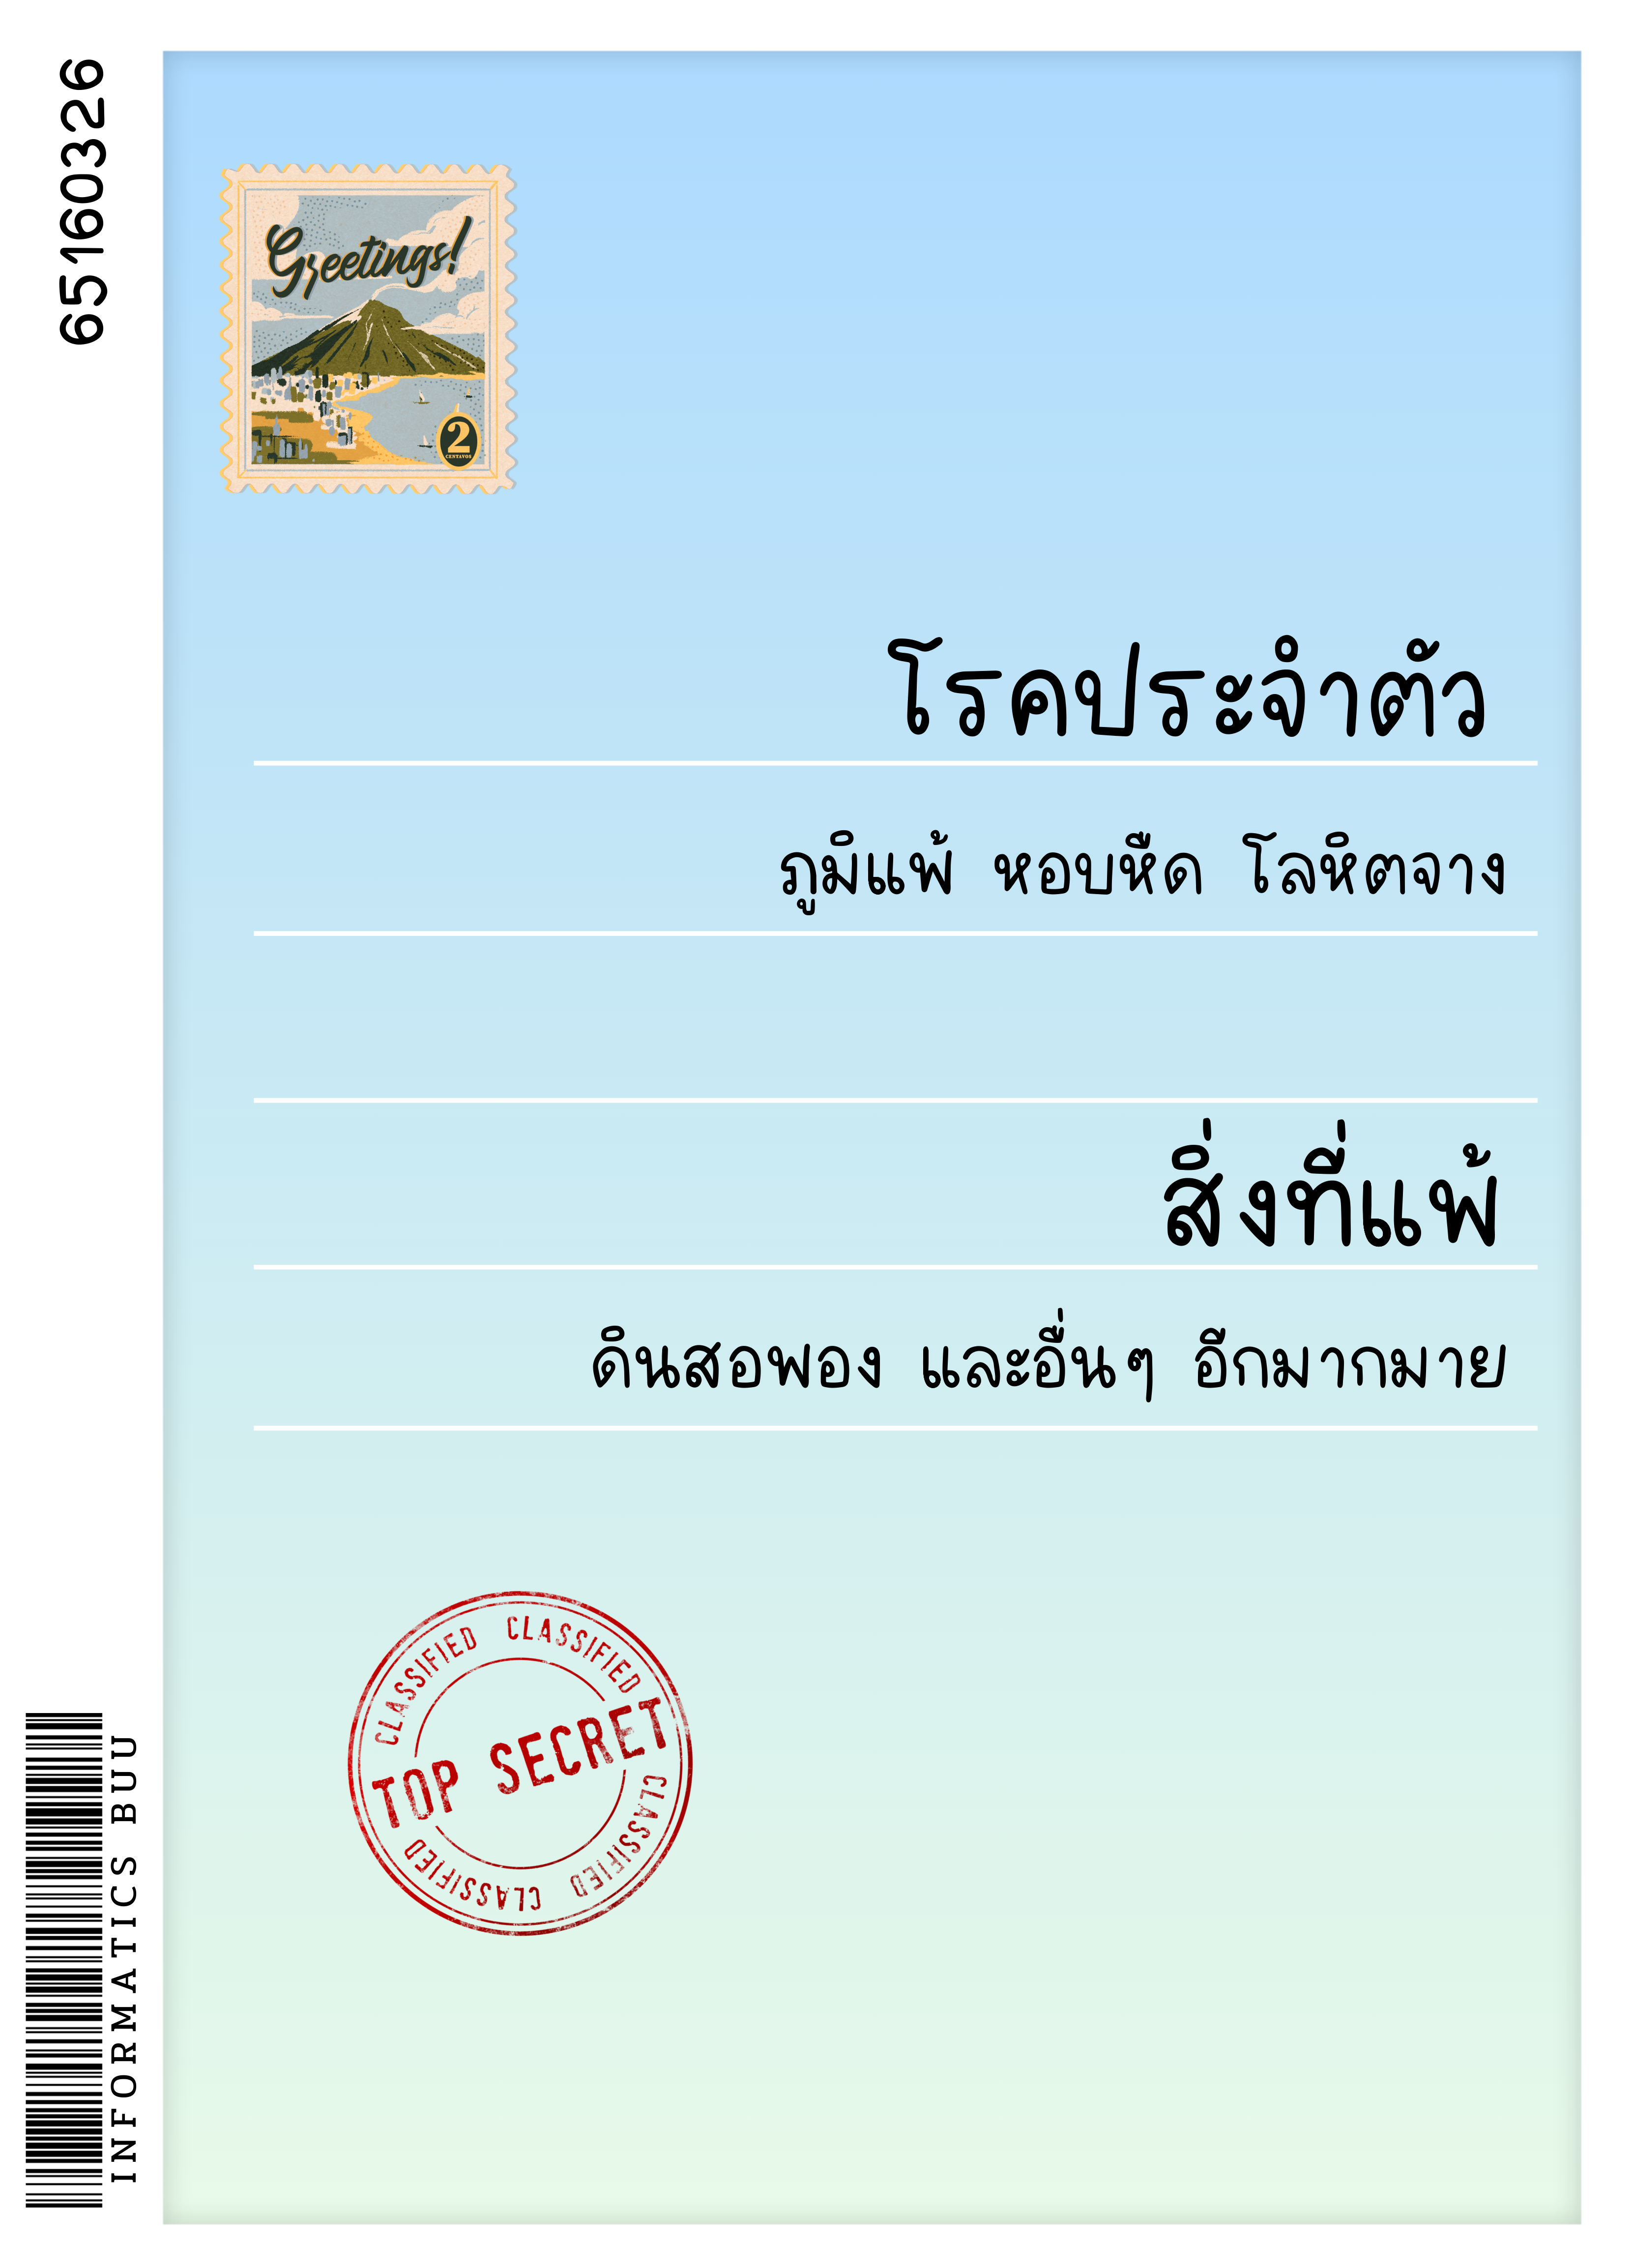 65160326
Greetings!
2
CENTAVOS
โรคประจำตัว
ภูมิแพ้ หอบหืด โลหิตจาง
สิ่งที่แพ้
ดินสอพอง และอื่นๆ อีกมากมาย
CLASSIFIED CLASSIFIED
TOP SECRET
CLASSIFIED CLASSIFIED
INFORMATICS BUU